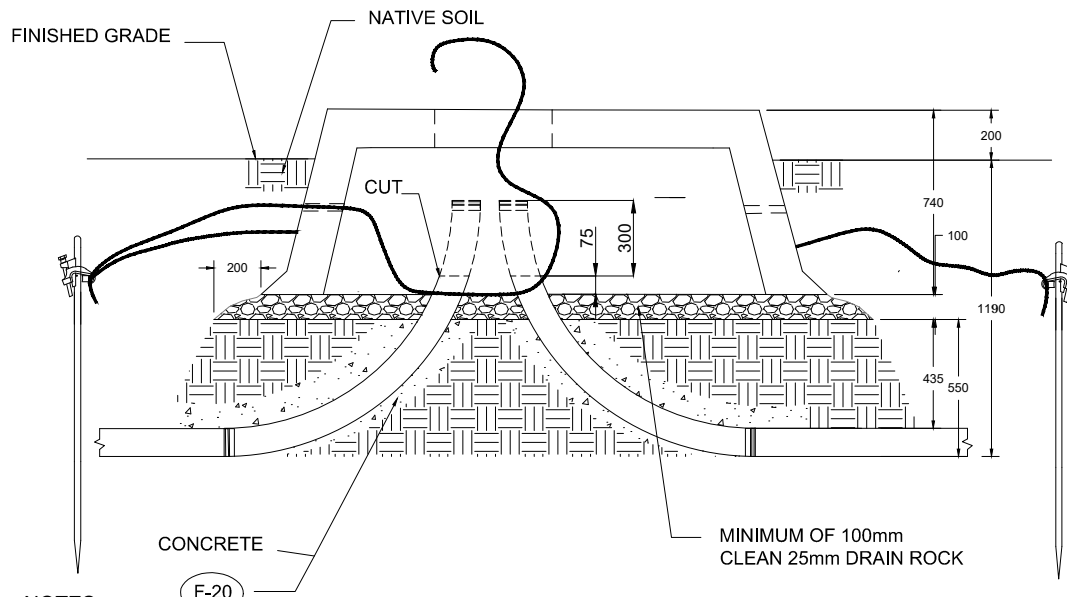 NATIVE SOIL
FINISHED GRADE
200
CUT
75
300
740
100
200
1190
435
550
CONCRETE
MINIMUM OF 100mm
CLEAN 25mm DRAIN ROCK
F-20
NOTES